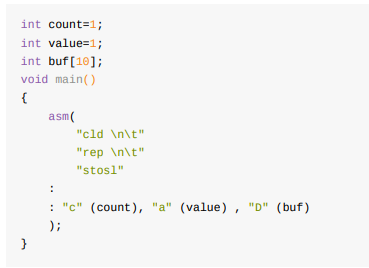 int count=1;
int value=1;
int buf[10];
void main()
{
asm(
"cld \n\t"
"rep \n\t"
"stosl"
:
: "c" (count), "a" (value) , "D" (buf)
);
}